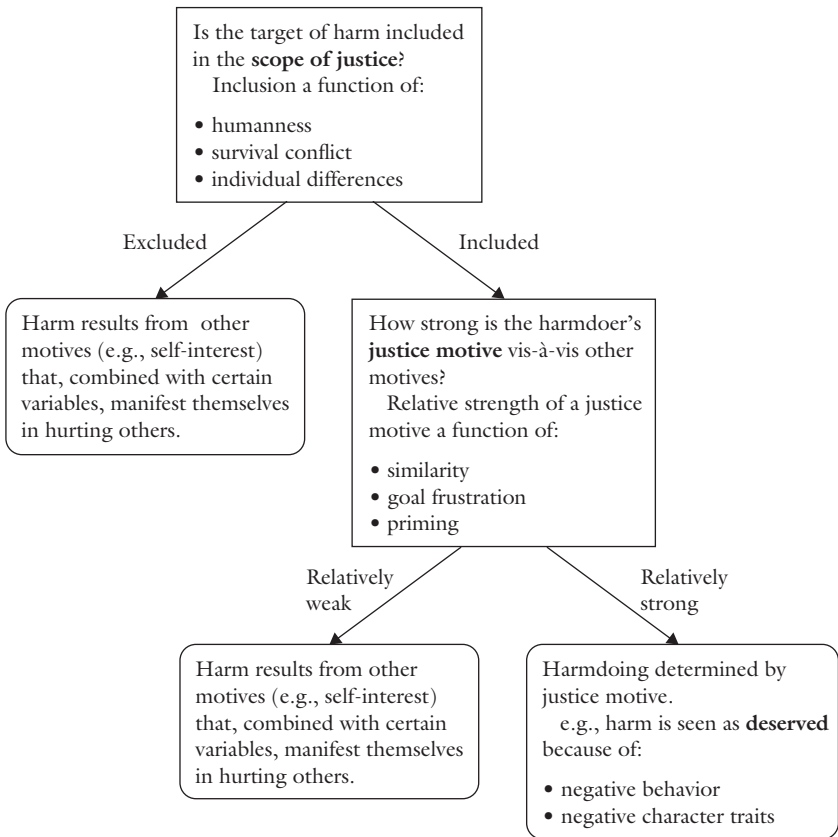 Is the target of harm included
in the scope of justice?
Inclusion a function of:
• humanness
• survival conflict
• individual differences
Excluded
Included
Harm results from other
motives (e.g., self-interest)
that, combined with certain
variables, manifest themselves
in hurting others.
How strong is the harmdoer’s
justice motive vis-à-vis other
motives?
Relative strength of a justice
motive a function of:
• similarity
• goal frustration
• priming
Relatively
weak
Relatively
strong
Harm results from other
motives (e.g., self-interest)
that, combined with certain
variables, manifest themselves
in hurting others.
Harmdoing determined by
justice motive.
e.g., harm is seen as deserved
because of:
• negative behavior
• negative character traits